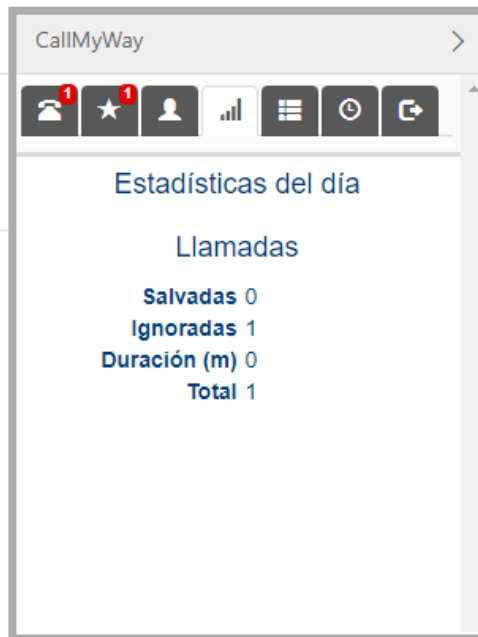 CallMyWay
1 1
Estadísticas del día
Llamadas
Salvadas 0
Ignoradas 1
Duración (m) 0
Total 1